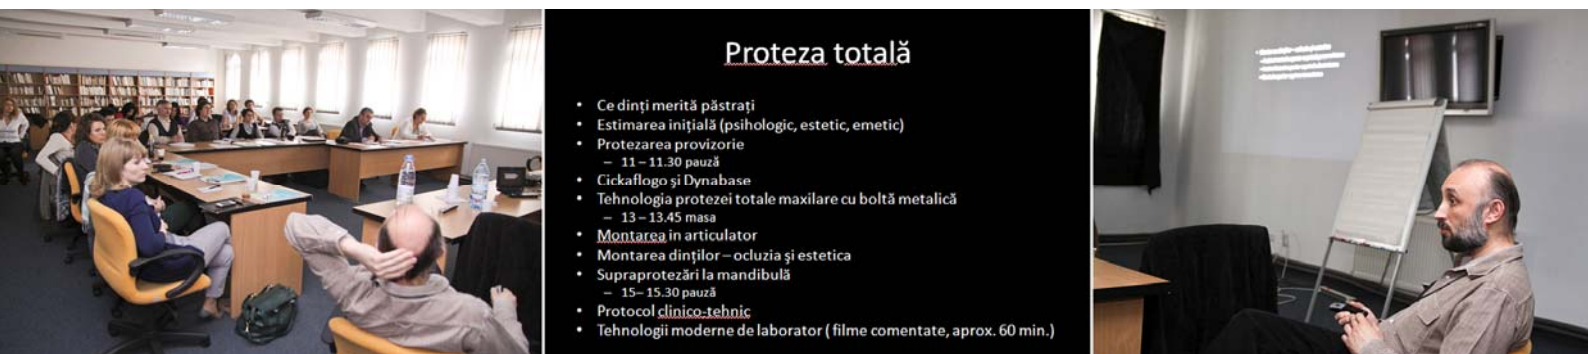 Proteza totală
• Ce dinți merită păstrați
• Estimarea inițială (psihologic, estetic, emetic)
• Protezarea provizorie
– 11 – 11.30 pauză
• Cickaflogo și Dynabase
• Tehnologia protezei totale maxilare cu boltă metalică
– 13 – 13.45 masa
• Montarea in articulator
• Montarea dinților – ocluzia și estetica
• Supraprotezări la mandibulă
– 15– 15.30 pauză
• Protocol clinico-tehnic
• Tehnologii moderne de laborator ( filme comentate, aprox. 60 min.)